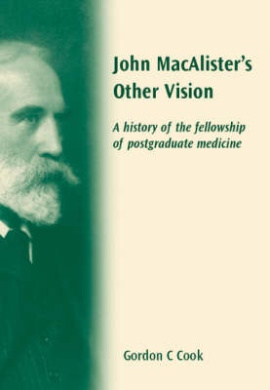 John MacAlister's
Other Vision
A history of the fellowship
of postgraduate medicine
Gordon C Cook